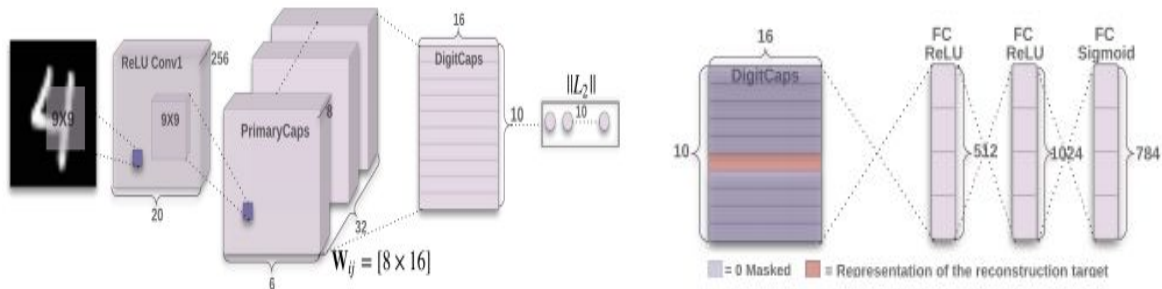 16
DigitCaps
ReLU Conv1
256
9X9
9X9
PrimaryCaps
8
10
||L₂||
10
20
32
6
W_ij = [8 × 16]
16
DigitCaps
10
FC
ReLU
512
FC
ReLU
1024
FC
Sigmoid
784
= 0 Masked
= Representation of the reconstruction target